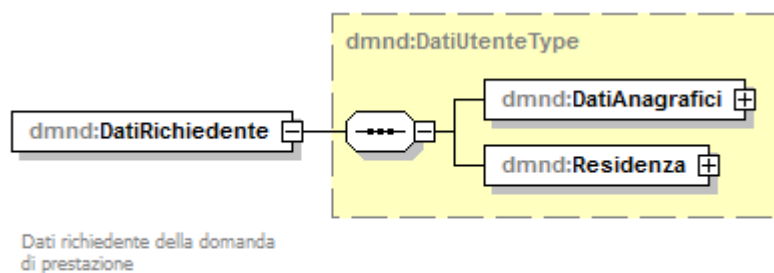 dmnd:DatiUtenteType
dmnd:DatiAnagrafici
dmnd:DatiRichiedente
dmnd:Residenza
Dati richiedente della domanda
di prestazione